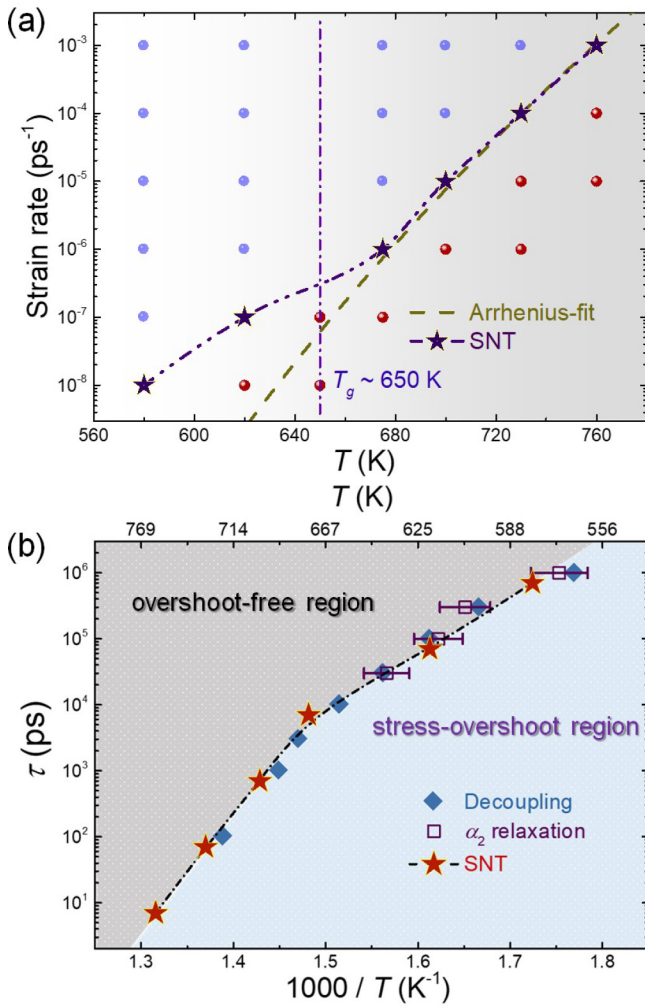 (a)
10⁻³
10⁻⁴
10⁻⁵
10⁻⁶
10⁻⁷
10⁻⁸
Strain rate (ps⁻¹)
Arrhenius-fit
SNT
T_g ~ 650 K
560 600 640 680 720 760
T (K)
T (K)
769 714 667 625 588 556
(b)
10⁶
10⁵
10⁴
10³
10²
10¹
τ (ps)
overshoot-free region
stress-overshoot region
Decoupling
α₂ relaxation
SNT
1.3 1.4 1.5 1.6 1.7 1.8
1000 / T (K⁻¹)